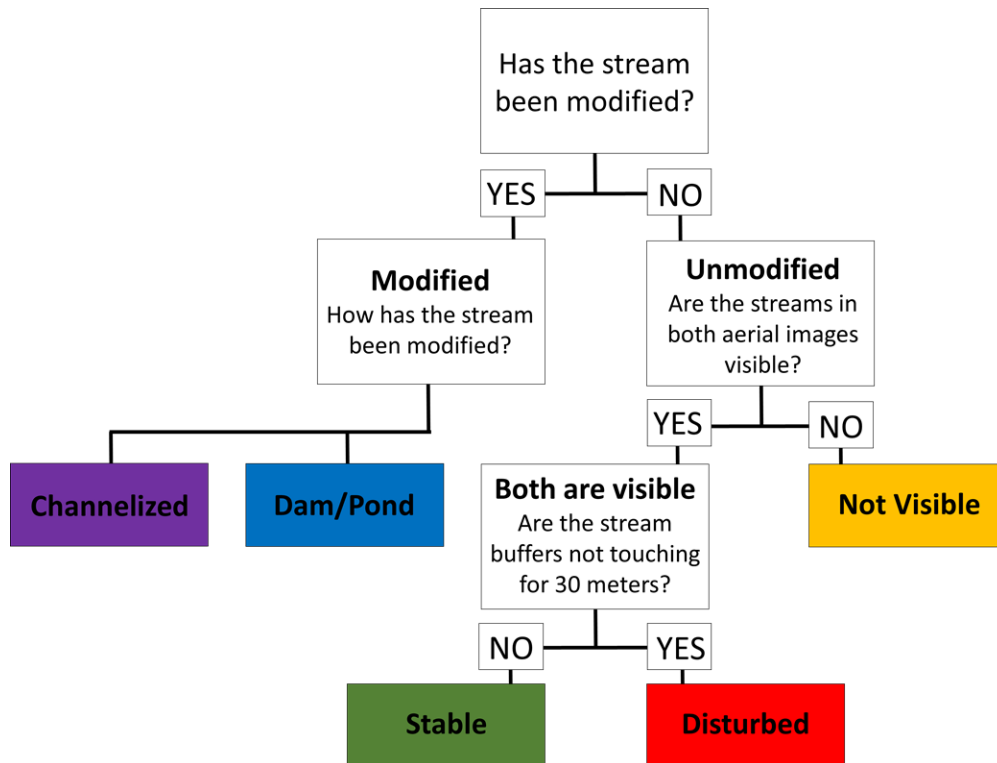 Has the stream
been modified?
YES
NO
Modified
How has the stream
been modified?
Unmodified
Are the streams in
both aerial images
visible?
YES
NO
Channelized
Dam/Pond
Both are visible
Are the stream
buffers not touching
for 30 meters?
Not Visible
NO
YES
Stable
Disturbed